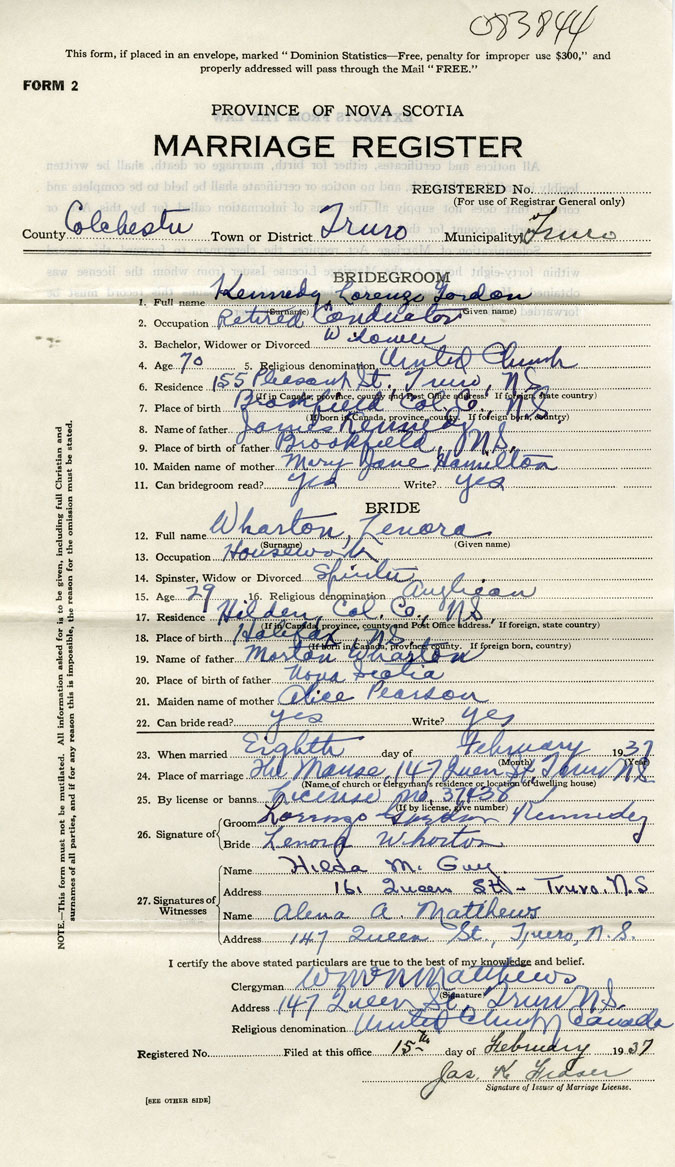 083844
This form, if placed in an envelope, marked "Dominion Statistics—Free, penalty for improper use $300," and
properly addressed will pass through the Mail "FREE."
FORM 2
PROVINCE OF NOVA SCOTIA
MARRIAGE REGISTER
REGISTERED No.
(For use of Registrar General only)
County Colchester Town or District Truro Municipality Truro
BRIDEGROOM
1. Full name Kennedy, Lorenzo Gordon
(Surname) (Given name)
2. Occupation Retired Conductor
3. Bachelor, Widower or Divorced Widower
4. Age 70 5. Religious denomination United Church
6. Residence 155 Pleasant St. Truro, N.S.
(If in Canada, province, county and Post Office address. If foreign, state country)
7. Place of birth Col. Co., N.S.
(If born in Canada, province, county. If foreign born, country)
8. Name of father James Kennedy
9. Place of birth of father Brookfield, N.S.
10. Maiden name of mother Mary Jane Hamilton
11. Can bridegroom read? yes Write? yes
BRIDE
12. Full name Wharton, Lenora
(Surname) (Given name)
13. Occupation Housework
14. Spinster, Widow or Divorced Spinster
15. Age 29 16. Religious denomination Anglican
17. Residence Hilden, Col. Co., N.S.
(If in Canada, province, county and Post Office address. If foreign, state country)
18. Place of birth Halifax N.S.
(If born in Canada, province, county. If foreign born, country)
19. Name of father Morton Wharton
20. Place of birth of father Nova Scotia
21. Maiden name of mother Alice Pearson
22. Can bride read? yes Write? yes
23. When married Eighth day of February 1937
(Month) (Year)
24. Place of marriage The Manse, 147 Queen St. Truro N.S.
(Name of church or clergyman's residence or location of dwelling house)
25. By license or banns License no.
(If by license, give number)
26. Signature of Groom Lorenzo Gordon Kennedy
Bride Lenora Wharton
27. Signatures of Witnesses
Name Hilda M. Guy
Address 161 Queen St - Truro. N.S
Name Alena A. Matthews
Address 147 Queen St., Truro, N.S.
I certify the above stated particulars are true to the best of my knowledge and belief.
Clergyman Matthews
(Signature)
Address 147 Queen St., Truro N.S.
Religious denomination United Church Canada
Registered No. Filed at this office 15th day of February 1937
Jas. K Fraser
Signature of Issuer of Marriage License.
[SEE OTHER SIDE]
NOTE.—This form must not be mutilated. All information asked for is to be given, including full Christian and
surnames of all parties, and if for any reason this is impossible, the reason for the omission must be stated.